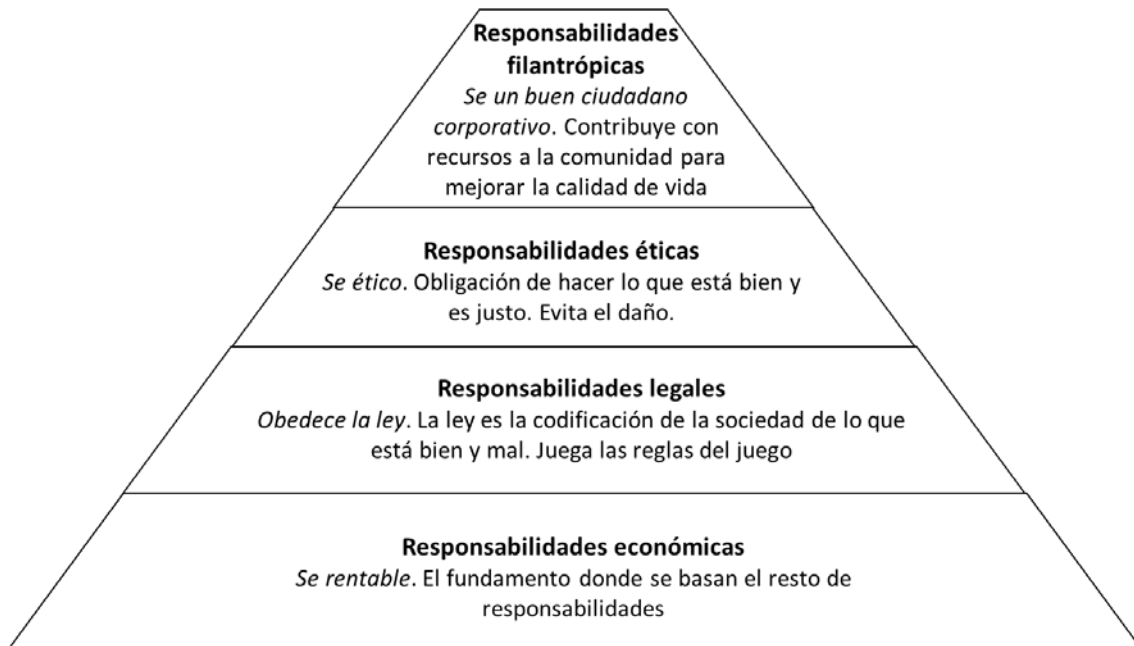 Responsabilidades
filantrópicas
Se un buen ciudadano
corporativo. Contribuye con
recursos a la comunidad para
mejorar la calidad de vida
Responsabilidades éticas
Se ético. Obligación de hacer lo que está bien y
es justo. Evita el daño.
Responsabilidades legales
Obedece la ley. La ley es la codificación de la sociedad de lo que
está bien y mal. Juega las reglas del juego
Responsabilidades económicas
Se rentable. El fundamento donde se basan el resto de
responsabilidades